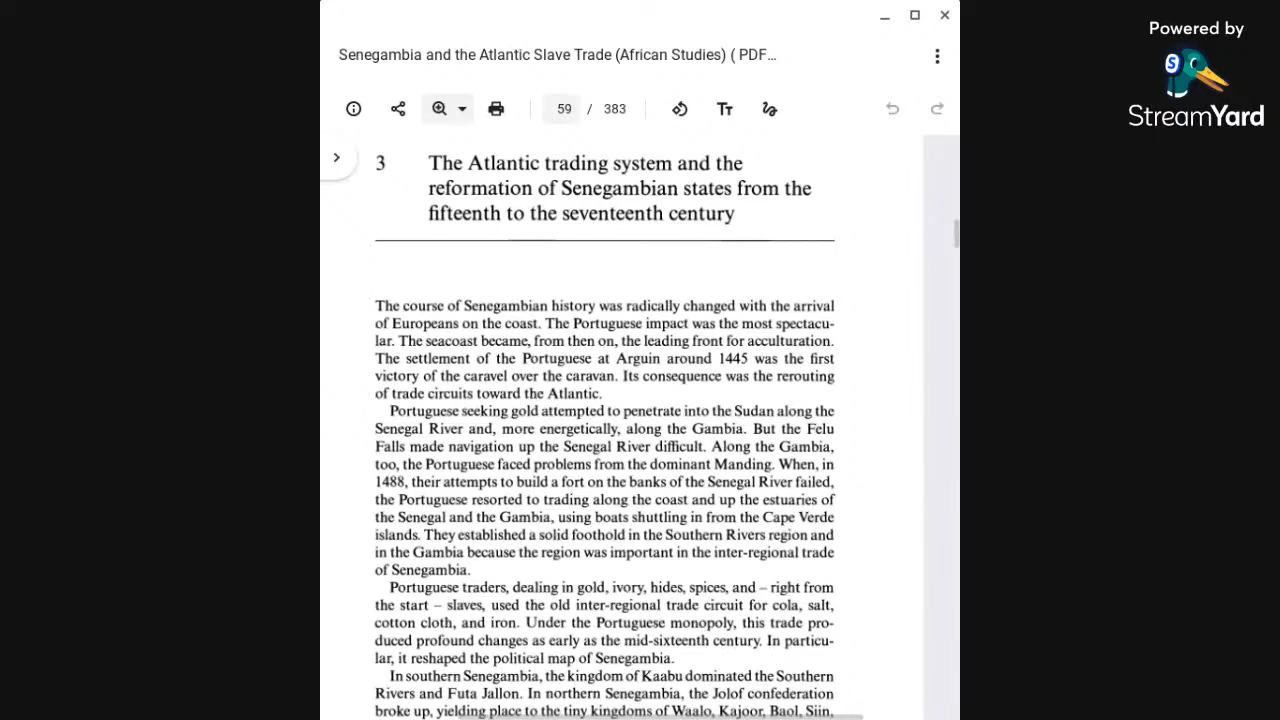 Powered by
S
StreamYard
Senegambia and the Atlantic Slave Trade (African Studies) ( PDF...
59 / 383
Tт
3 The Atlantic trading system and the
reformation of Senegambian states from the
fifteenth to the seventeenth century
The course of Senegambian history was radically changed with the arrival
of Europeans on the coast. The Portuguese impact was the most spectacu-
lar. The seacoast became, from then on, the leading front for acculturation.
The settlement of the Portuguese at Arguin around 1445 was the first
victory of the caravel over the caravan. Its consequence was the rerouting
of trade circuits toward the Atlantic.
Portuguese seeking gold attempted to penetrate into the Sudan along the
Senegal River and, more energetically, along the Gambia. But the Felu
Falls made navigation up the Senegal River difficult. Along the Gambia,
too, the Portuguese faced problems from the dominant Manding. When, in
1488, their attempts to build a fort on the banks of the Senegal River failed,
the Portuguese resorted to trading along the coast and up the estuaries of
the Senegal and the Gambia, using boats shuttling in from the Cape Verde
islands. They established a solid foothold in the Southern Rivers region and
in the Gambia because the region was important in the inter-regional trade
of Senegambia.
Portuguese traders, dealing in gold, ivory, hides, spices, and – right from
the start – slaves, used the old inter-regional trade circuit for cola, salt,
cotton cloth, and iron. Under the Portuguese monopoly, this trade pro-
duced profound changes as early as the mid-sixteenth century. In particu-
lar, it reshaped the political map of Senegambia.
In southern Senegambia, the kingdom of Kaabu dominated the Southern
Rivers and Futa Jallon. In northern Senegambia, the Jolof confederation
broke up, yielding place to the tiny kingdoms of Waalo, Kajoor, Baol, Siin,